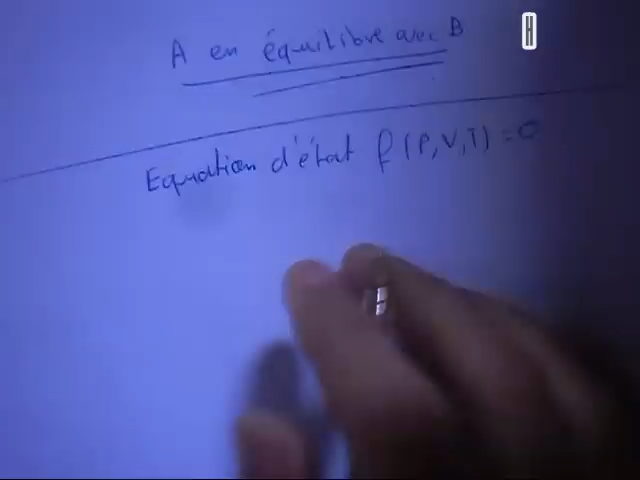 A en équilibre avec B
Equation d'état f(P,V,T)=0